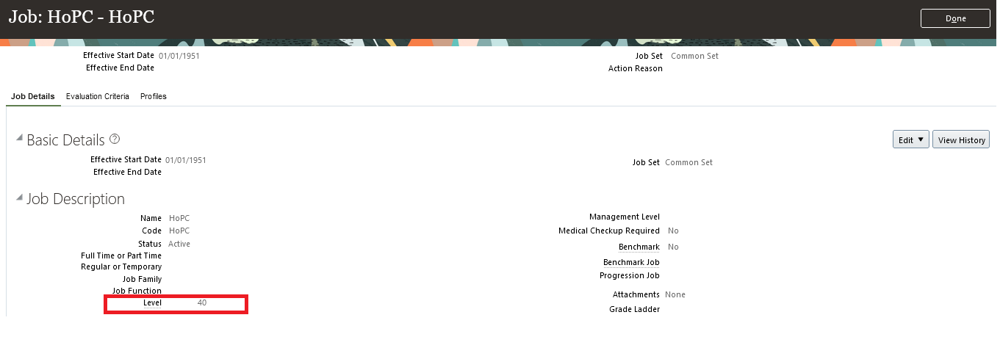 Job: HoPC - HoPC
Done
Effective Start Date 01/01/1951
Job Set Common Set
Effective End Date
Action Reason
Job Details Evaluation Criteria Profiles
Basic Details ?
Edit View History
Effective Start Date 01/01/1951
Job Set Common Set
Effective End Date
Job Description
Name HoPC
Management Level
Code HoPC
Medical Checkup Required No
Status Active
Benchmark No
Full Time or Part Time
Benchmark Job
Regular or Temporary
Progression Job
Job Family
Job Function
Attachments None
Level 40
Grade Ladder